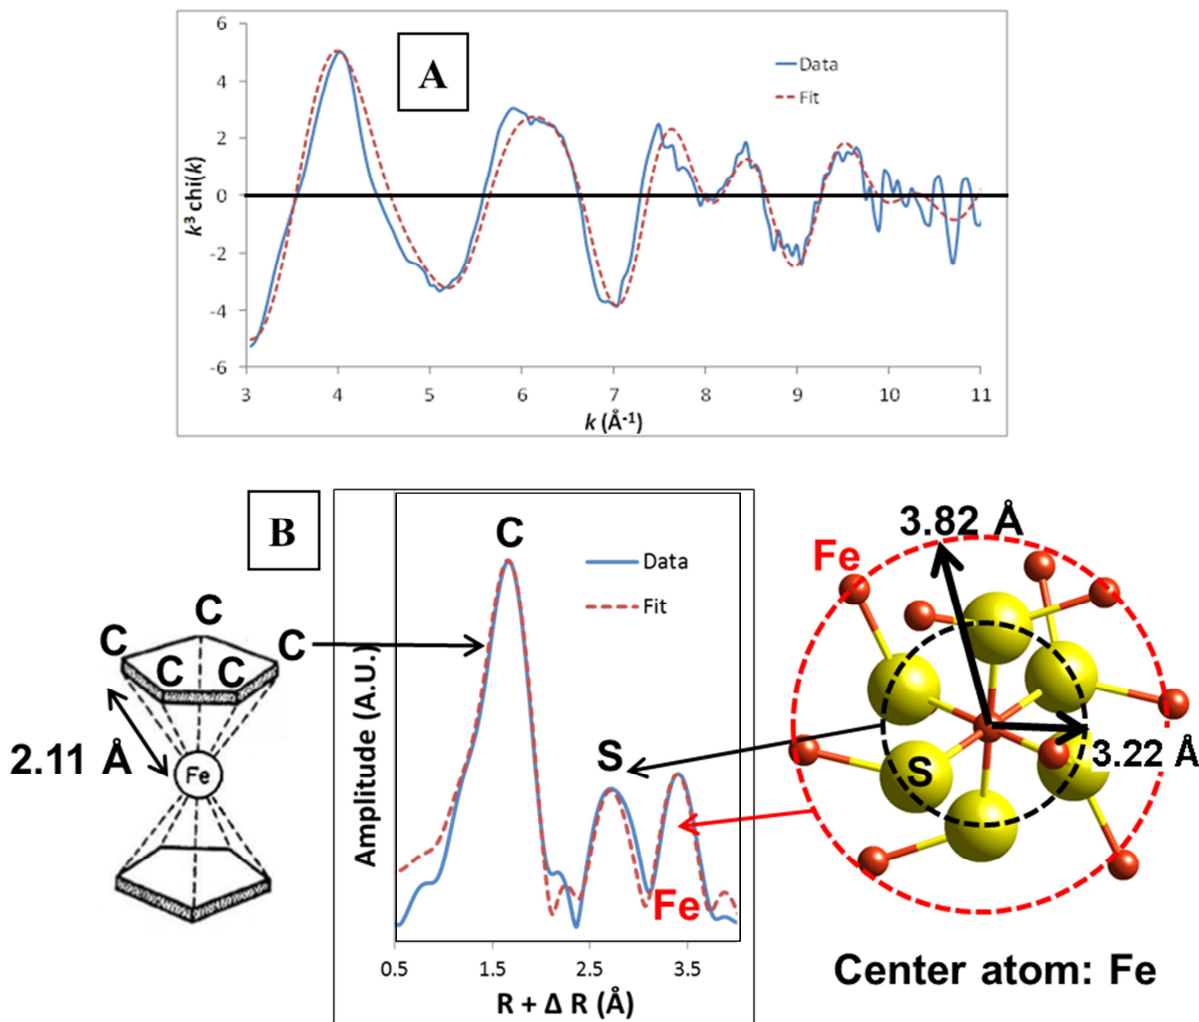 6
4
2
0
-2
-4
-6
k³ chi(k)
A
Data
Fit
3 4 5 6 7 8 9 10 11
k (Å⁻¹)
B
C
C C
C C
2.11 Å
Fe
Amplitude (A.U.)
C
Data
Fit
S
Fe
0.5 1.5 2.5 3.5
R + Δ R (Å)
3.82 Å
Fe
3.22 Å
S
Center atom: Fe